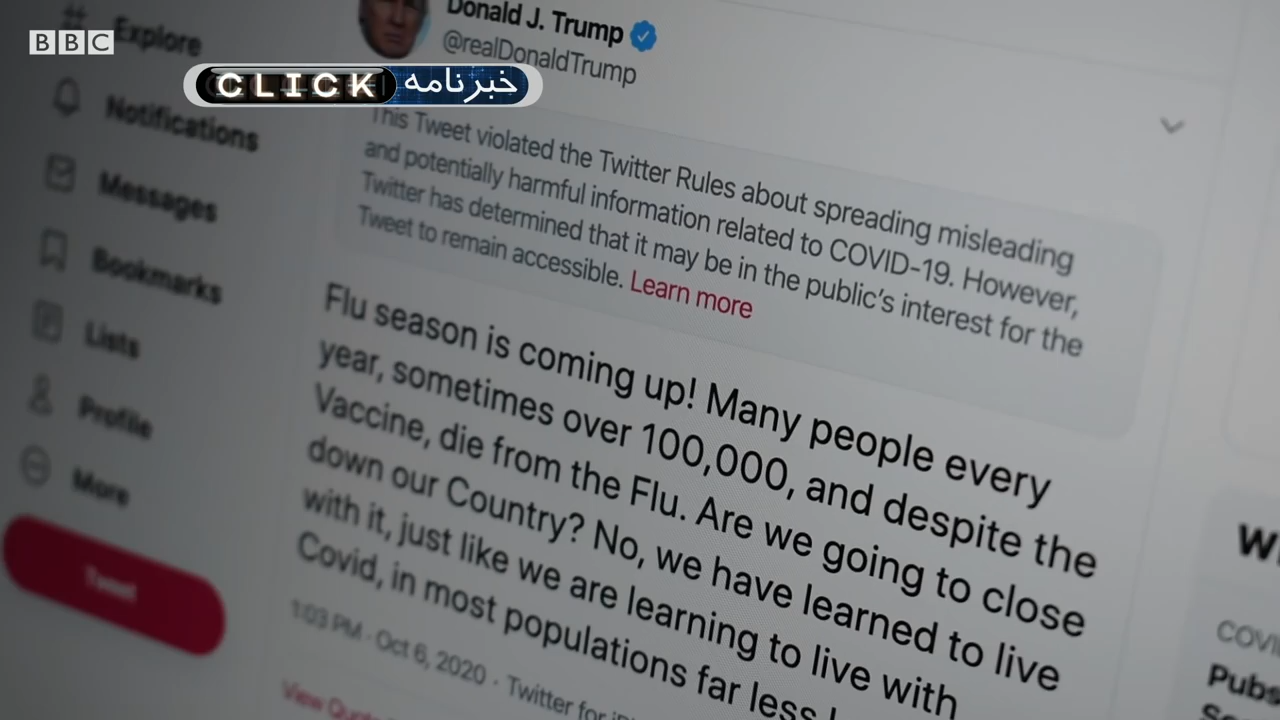 BBC
CLICK خبرنامه
Explore
Notifications
Messages
Bookmarks
Lists
Profile
More
Tweet
Donald J. Trump
@realDonaldTrump
This Tweet violated the Twitter Rules about spreading misleading
and potentially harmful information related to COVID-19. However,
Twitter has determined that it may be in the public's interest for the
Tweet to remain accessible. Learn more
Flu season is coming up! Many people every
year, sometimes over 100,000, and despite the
Vaccine, die from the Flu. Are we going to close
down our Country? No, we have learned to live
with it, just like we are learning to live with
Covid, in most populations far less
1:03 PM · Oct 6, 2020 · Twitter for
View